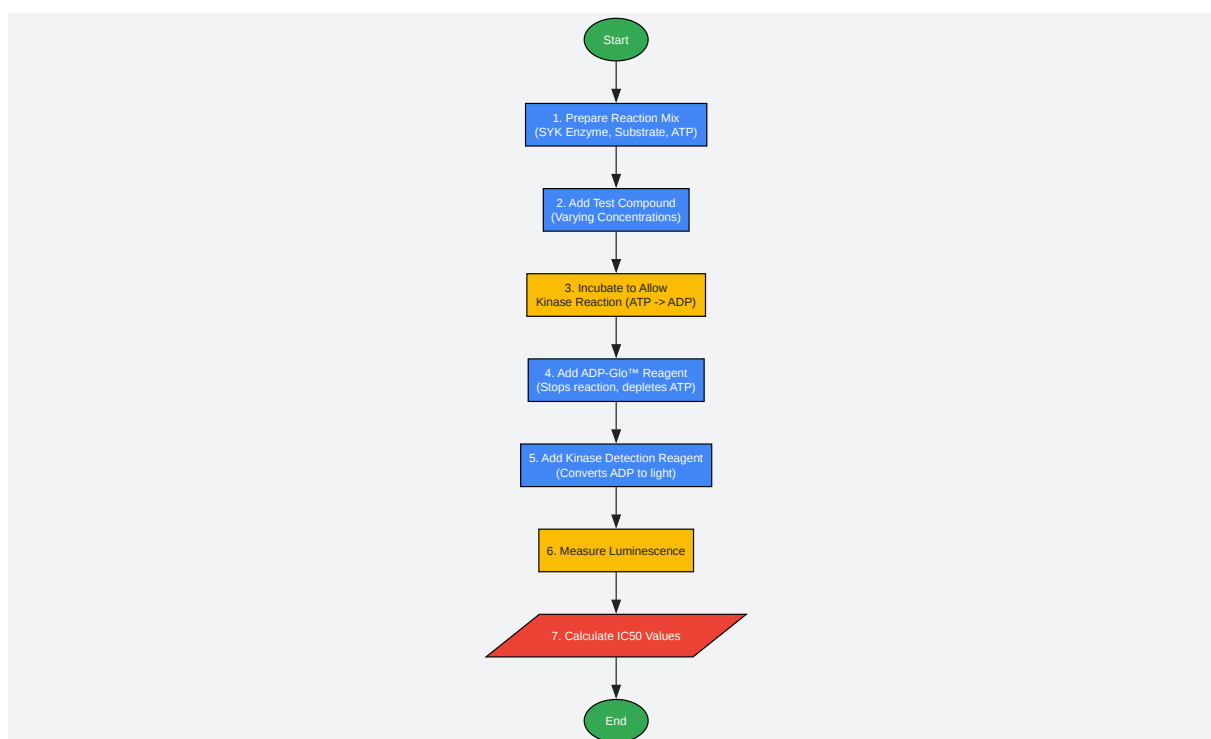 Start
1. Prepare Reaction Mix
(SYK Enzyme, Substrate, ATP)
2. Add Test Compound
(Varying Concentrations)
3. Incubate to Allow
Kinase Reaction (ATP -> ADP)
4. Add ADP-Glo™ Reagent
(Stops reaction, depletes ATP)
5. Add Kinase Detection Reagent
(Converts ADP to light)
6. Measure Luminescence
7. Calculate IC50 Values
End